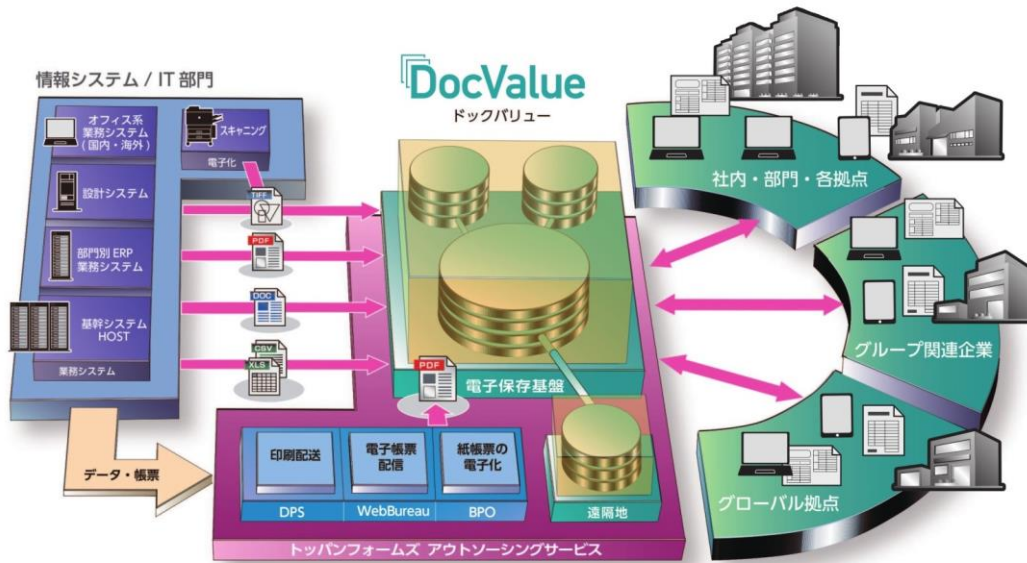 情報システム / IT 部門
DocValue
ドックバリュー
オフィス系
業務システム
(国内・海外)
スキャニング
電子化
設計システム
部門別 ERP
業務システム
基幹システム
HOST
業務システム
TIFF
PDF
DOC
CSV
XLS
PDF
電子保存基盤
社内・部門・各拠点
グループ関連企業
グローバル拠点
データ・帳票
印刷配送
電子帳票
配信
紙帳票の
電子化
DPS
WebBureau
BPO
遠隔地
トッパンフォームズ アウトソーシングサービス